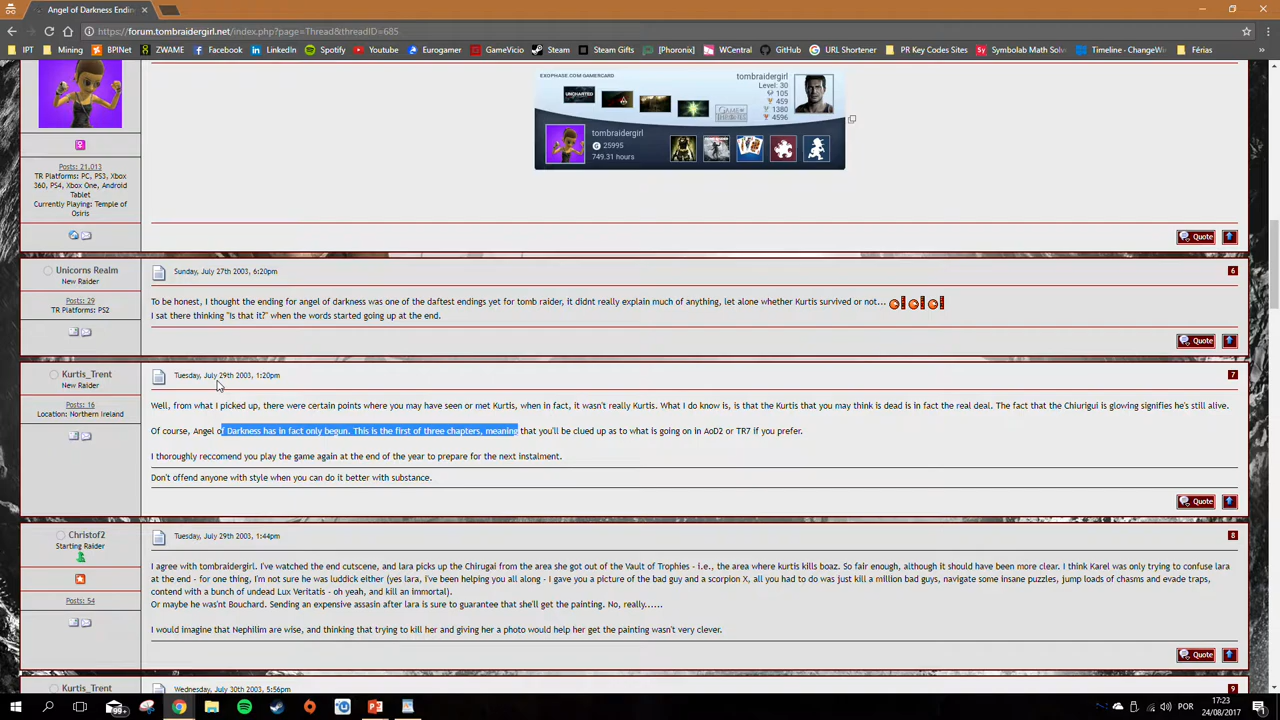 Angel of Darkness Endin
https://forum.tombraidergirl.net/index.php?page=Thread&threadID=685
IPT Mining BPINet ZWAME Facebook LinkedIn Spotify Youtube Eurogamer GameVicio Steam Steam Gifts [Phoronix] WCentral GitHub URL Shortener PR Key Codes Sites Symbolab Math Solv Timeline - ChangeWi Férias
EXOPHASE.COM GAMERCARD
tombraidergirl
Level: 30
105
459
1380
4596
UNCHARTED
tombraidergirl
G 25995
749.31 hours
Posts: 21,013
TR Platforms: PC, PS3, Xbox
360, PS4, Xbox One, Android
Tablet
Currently Playing: Temple of
Osiris
Quote
Unicorns Realm
New Raider
Posts: 29
TR Platforms: PS2
Sunday, July 27th 2003, 6:20pm
6
To be honest, I thought the ending for angel of darkness was one of the daftest endings yet for tomb raider, it didnt really explain much of anything, let alone whether Kurtis survived or not...
I sat there thinking "Is that it?" when the words started going up at the end.
Quote
Kurtis_Trent
New Raider
Posts: 16
Location: Northern Ireland
Tuesday, July 29th 2003, 1:20pm
7
Well, from what I picked up, there were certain points where you may have seen or met Kurtis, when in fact, it wasn't really Kurtis. What I do know is, is that the Kurtis that you may think is dead is in fact the real deal. The fact that the Chiurigui is glowing signifies he's still alive.
Of course, Angel of Darkness has in fact only begun. This is the first of three chapters, meaning that you'll be clued up as to what is going on in AoD2 or TR7 if you prefer.
I thoroughly reccomend you play the game again at the end of the year to prepare for the next instalment.
Don't offend anyone with style when you can do it better with substance.
Quote
Christof2
Starting Raider
Posts: 54
Tuesday, July 29th 2003, 1:44pm
8
I agree with tombraidergirl. I've watched the end cutscene, and lara picks up the Chirugai from the area she got out of the Vault of Trophies - i.e., the area where kurtis kills boaz. So fair enough, although it should have been more clear. I think Karel was only trying to confuse lara
at the end - for one thing, I'm not sure he was luddick either (yes lara, I've been helping you all along - I gave you a picture of the bad guy and a scorpion X, all you had to do was just kill a million bad guys, navigate some insane puzzles, jump loads of chasms and evade traps,
contend with a bunch of undead Lux Veritatis - oh yeah, and kill an immortal).
Or maybe he was'nt Bouchard. Sending an expensive assasin after lara is sure to guarantee that she'll get the painting. No, really......
I would imagine that Nephilim are wise, and thinking that trying to kill her and giving her a photo would help her get the painting wasn't very clever.
Quote
Kurtis_Trent
Wednesday, July 30th 2003, 5:56pm
9
99+
POR
17:23
24/08/2017